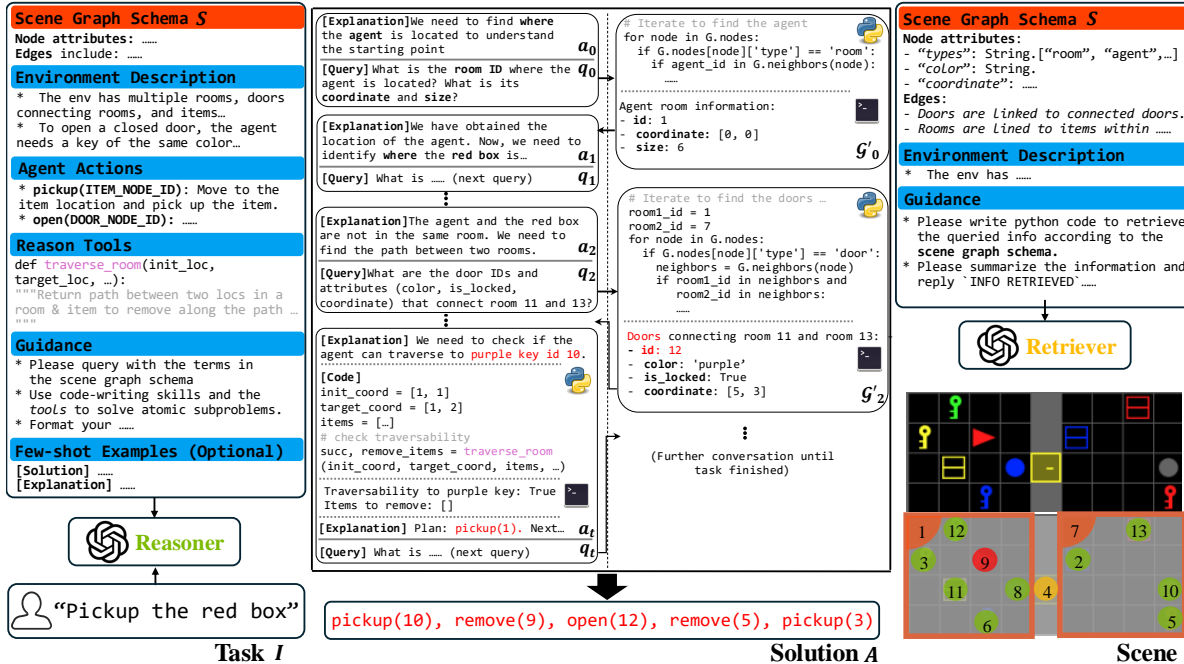 Scene Graph Schema S
Node attributes: ……
Edges include: ……
Environment Description
* The env has multiple rooms, doors
connecting rooms, and items…
* To open a closed door, the agent
needs a key of the same color…
Agent Actions
* pickup(ITEM_NODE_ID): Move to the
item location and pick up the item.
* open(DOOR_NODE_ID): ……
Reason Tools
def traverse_room(init_loc,
target_loc, …):
"""Return path between two locs in a
room & item to remove along the path …
"""
Guidance
* Please query with the terms in
the scene graph schema
* Use code-writing skills and the
tools to solve atomic subproblems.
* Format your ……
Few-shot Examples (Optional)
[Solution] ……
[Explanation] ……
Reasoner
“Pickup the red box”
Task I
[Explanation]We need to find where
the agent is located to understand
the starting point
a0
[Query]What is the room ID where the
agent is located? What is its
coordinate and size?
q0
[Explanation]We have obtained the
location of the agent. Now, we need to
identify where the red box is…
a1
[Query] What is …… (next query)
q1
[Explanation]The agent and the red box
are not in the same room. We need to
find the path between two rooms.
a2
[Query]What are the door IDs and
attributes (color, is_locked,
coordinate) that connect room 11 and 13?
q2
[Explanation] We need to check if the
agent can traverse to purple key id 10.
[Code]
init_coord = [1, 1]
target_coord = [1, 2]
items = […]
# check traversability
succ, remove_items = traverse_room
(init_coord, target_coord, items, …)
Traversability to purple key: True
Items to remove: []
[Explanation] Plan: pickup(1). Next…
at
[Query] What is …… (next query)
qt
# Iterate to find the agent
for node in G.nodes:
if G.nodes[node]['type'] == 'room':
if agent_id in G.neighbors(node):
……
Agent room information:
- id: 1
- coordinate: [0, 0]
- size: 6
G'0
# Iterate to find the doors …
room1_id = 1
room2_id = 7
for node in G.nodes:
if G.nodes[node]['type'] == 'door':
neighbors = G.neighbors(node)
if room1_id in neighbors and
room2_id in neighbors:
……
Doors connecting room 11 and room 13:
- id: 12
- color: 'purple’
- is_locked: True
- coordinate: [5, 3]
G'2
(Further conversation until
task finished)
pickup(10), remove(9), open(12), remove(5), pickup(3)
Solution A
Scene Graph Schema S
Node attributes:
- “types”: String.[“room”, “agent”,…]
- “color”: String.
- “coordinate”: ……
Edges:
- Doors are linked to connected doors.
- Rooms are lined to items within ……
Environment Description
* The env has ……
Guidance
* Please write python code to retrieve
the queried info according to the
scene graph schema.
* Please summarize the information and
reply `INFO RETRIEVED`……
Retriever
1 12 7 13
3 9 2
11 8 4 10
6 5
Scene